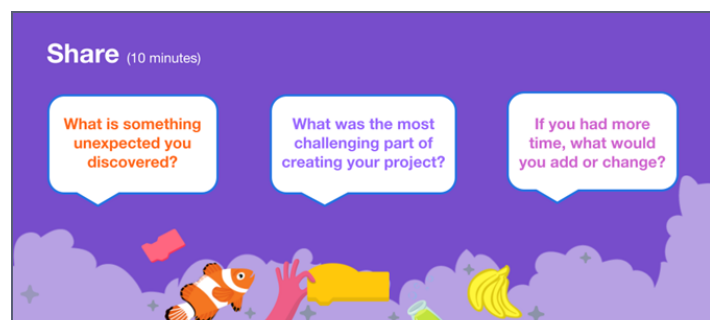 Share (10 minutes)
What is something
unexpected you
discovered?
What was the most
challenging part of
creating your project?
If you had more
time, what would
you add or change?